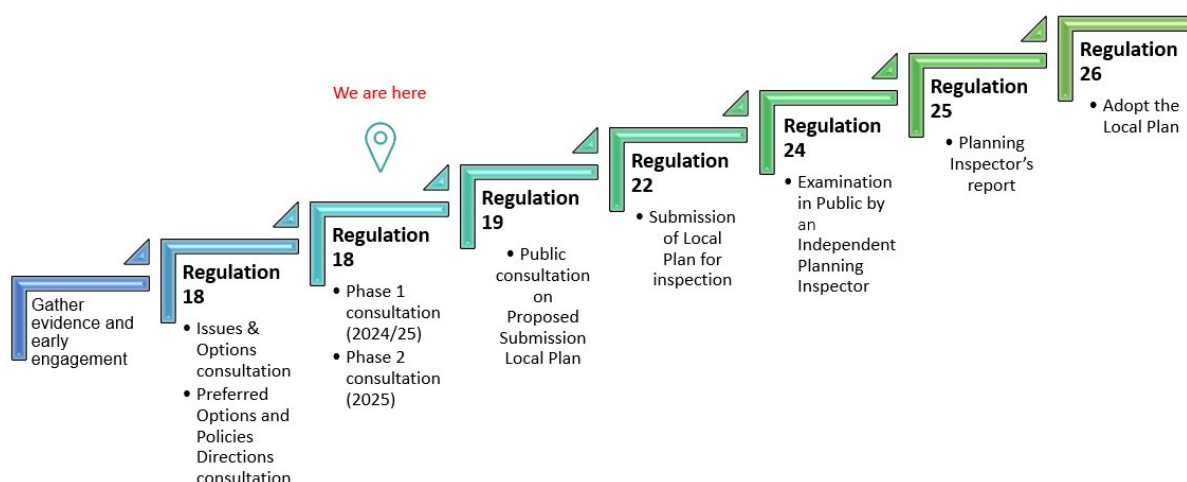 We are here
Gather
evidence and
early
engagement
Regulation
18
• Issues &
Options
consultation
• Preferred
Options and
Policies
Directions
consultation
Regulation
18
• Phase 1
consultation
(2024/25)
• Phase 2
consultation
(2025)
Regulation
19
• Public
consultation
on
Proposed
Submission
Local Plan
Regulation
22
• Submission
of Local
Plan for
inspection
Regulation
24
• Examination
in Public by
an
Independent
Planning
Inspector
Regulation
25
• Planning
Inspector's
report
Regulation
26
• Adopt the
Local Plan